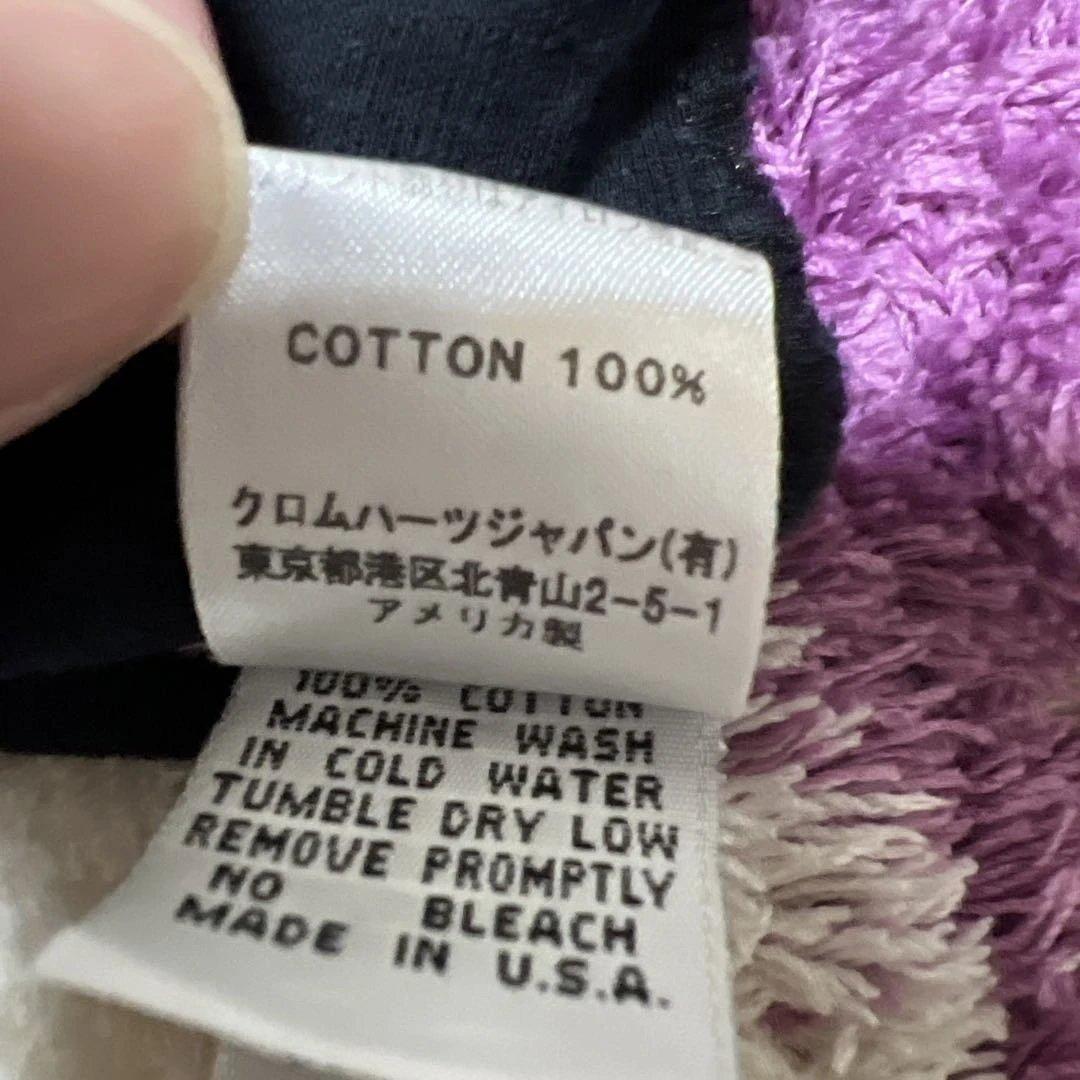 COTTON 100%
クロムハーツジャパン(有)
東京都港区北青山2-5-1
アメリカ製
100% COTTON
MACHINE WASH
IN COLD WATER
TUMBLE DRY LOW
REMOVE PROMPTLY
NO BLEACH
MADE IN U.S.A.